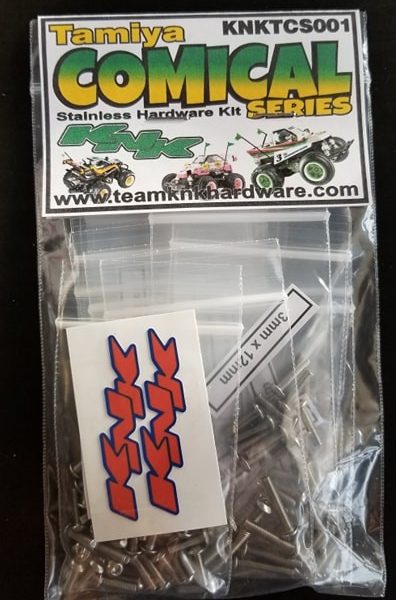 Tamiya KNKTCS001
COMICAL
Stainless Hardware Kit SERIES
KNK
www.teamknkhardware.com
3mm x 12mm
KNK
KNK